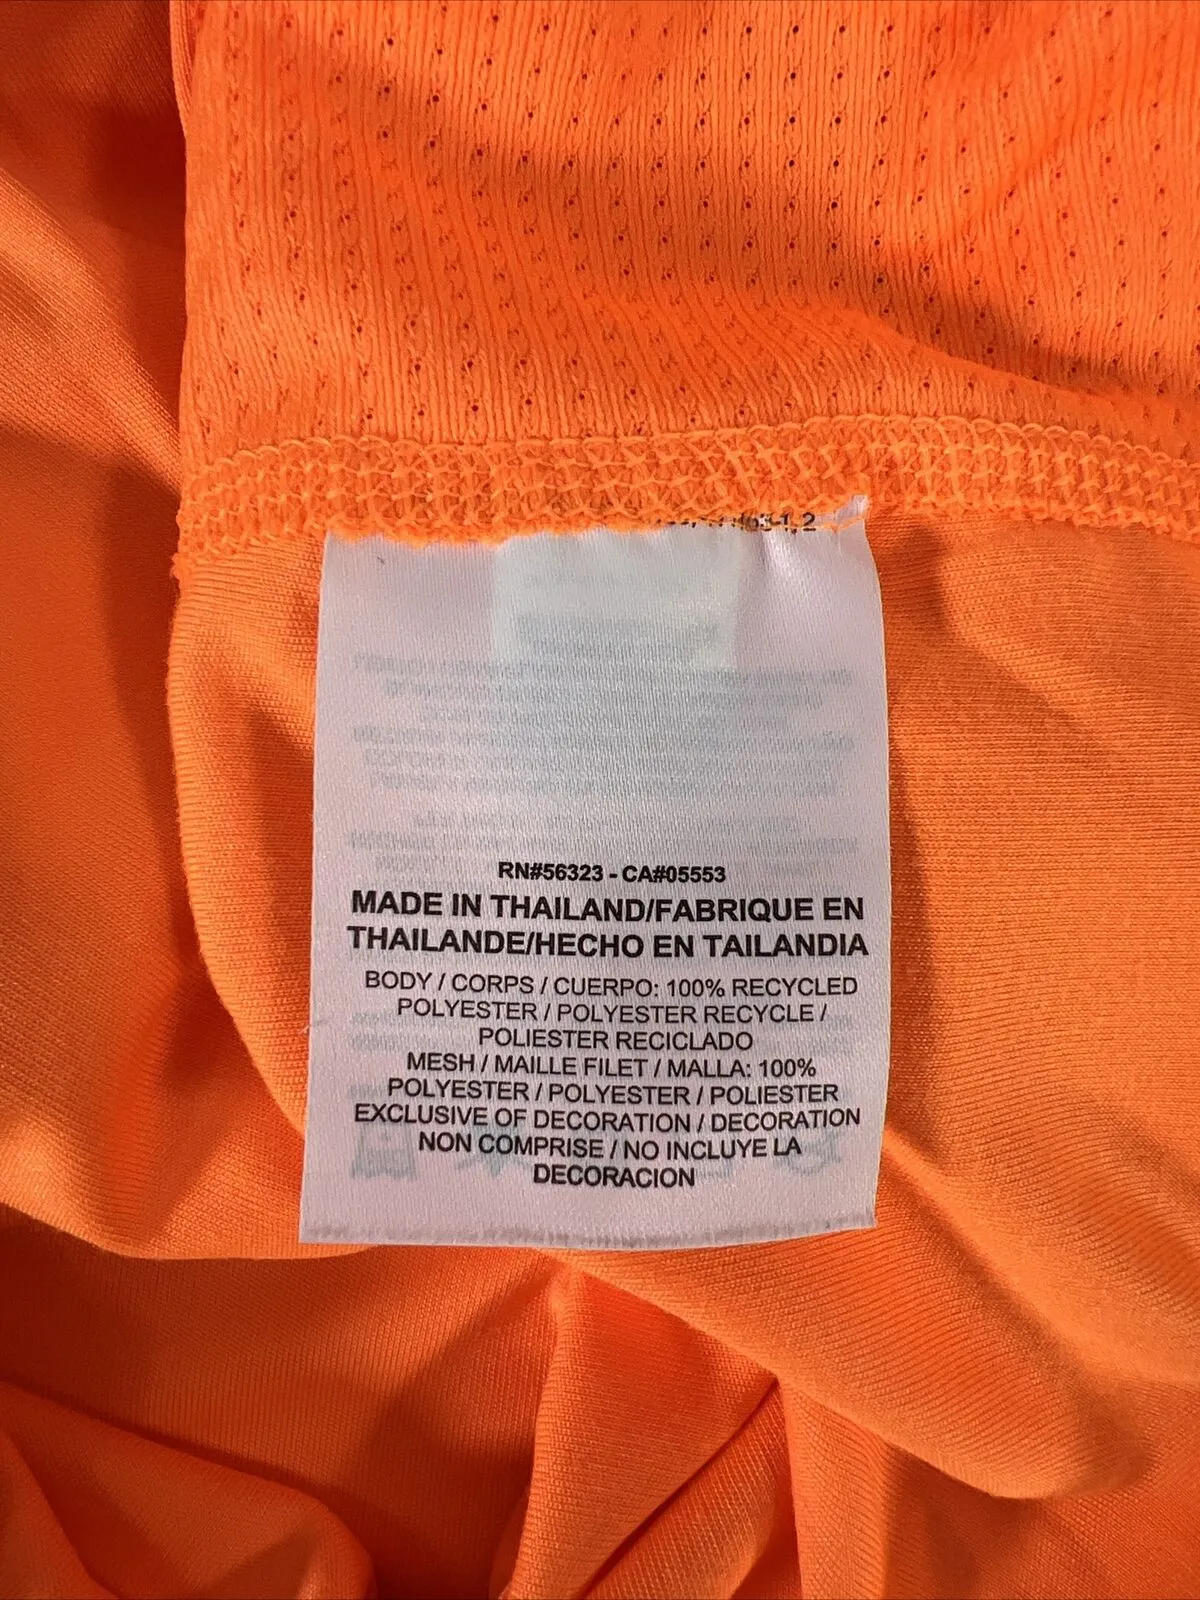 RN#56323 - CA#05553
MADE IN THAILAND/FABRIQUE EN
THAILANDE/HECHO EN TAILANDIA
BODY / CORPS / CUERPO: 100% RECYCLED
POLYESTER / POLYESTER RECYCLE /
POLIESTER RECICLADO
MESH / MAILLE FILET / MALLA: 100%
POLYESTER / POLYESTER / POLIESTER
EXCLUSIVE OF DECORATION / DECORATION
NON COMPRISE / NO INCLUYE LA
DECORACION